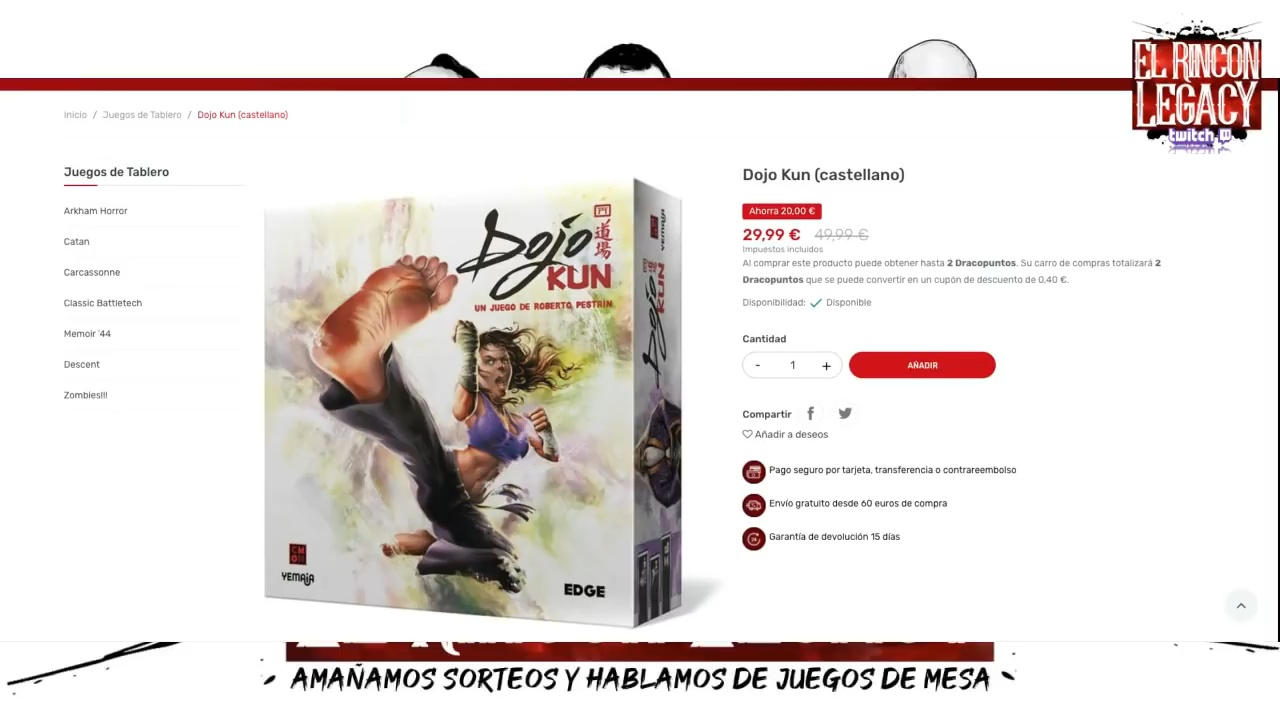 EL RINCON
LEGACY
twitch
Inicio / Juegos de Tablero / Dojo Kun (castellano)
Juegos de Tablero
Arkham Horror
Catan
Carcassonne
Classic Battletech
Memoir '44
Descent
Zombies!!!
道場
Dojo
KUN
UN JUEGO DE ROBERTO PESTRIN
CMON
YEMAIA
EDGE
YEMAIA
DOJO
KUN
Dojo Kun (castellano)
Ahorra 20,00 €
29,99 € 49,99 €
Impuestos incluidos
Al comprar este producto puede obtener hasta 2 Dracopuntos. Su carro de compras totalizará 2
Dracopuntos que se puede convertir en un cupón de descuento de 0,40 €.
Disponibilidad: Disponible
Cantidad
- 1 +
AÑADIR
Compartir
Añadir a deseos
Pago seguro por tarjeta, transferencia o contrareembolso
Envío gratuito desde 60 euros de compra
Garantía de devolución 15 días
AMAÑAMOS SORTEOS Y HABLAMOS DE JUEGOS DE MESA